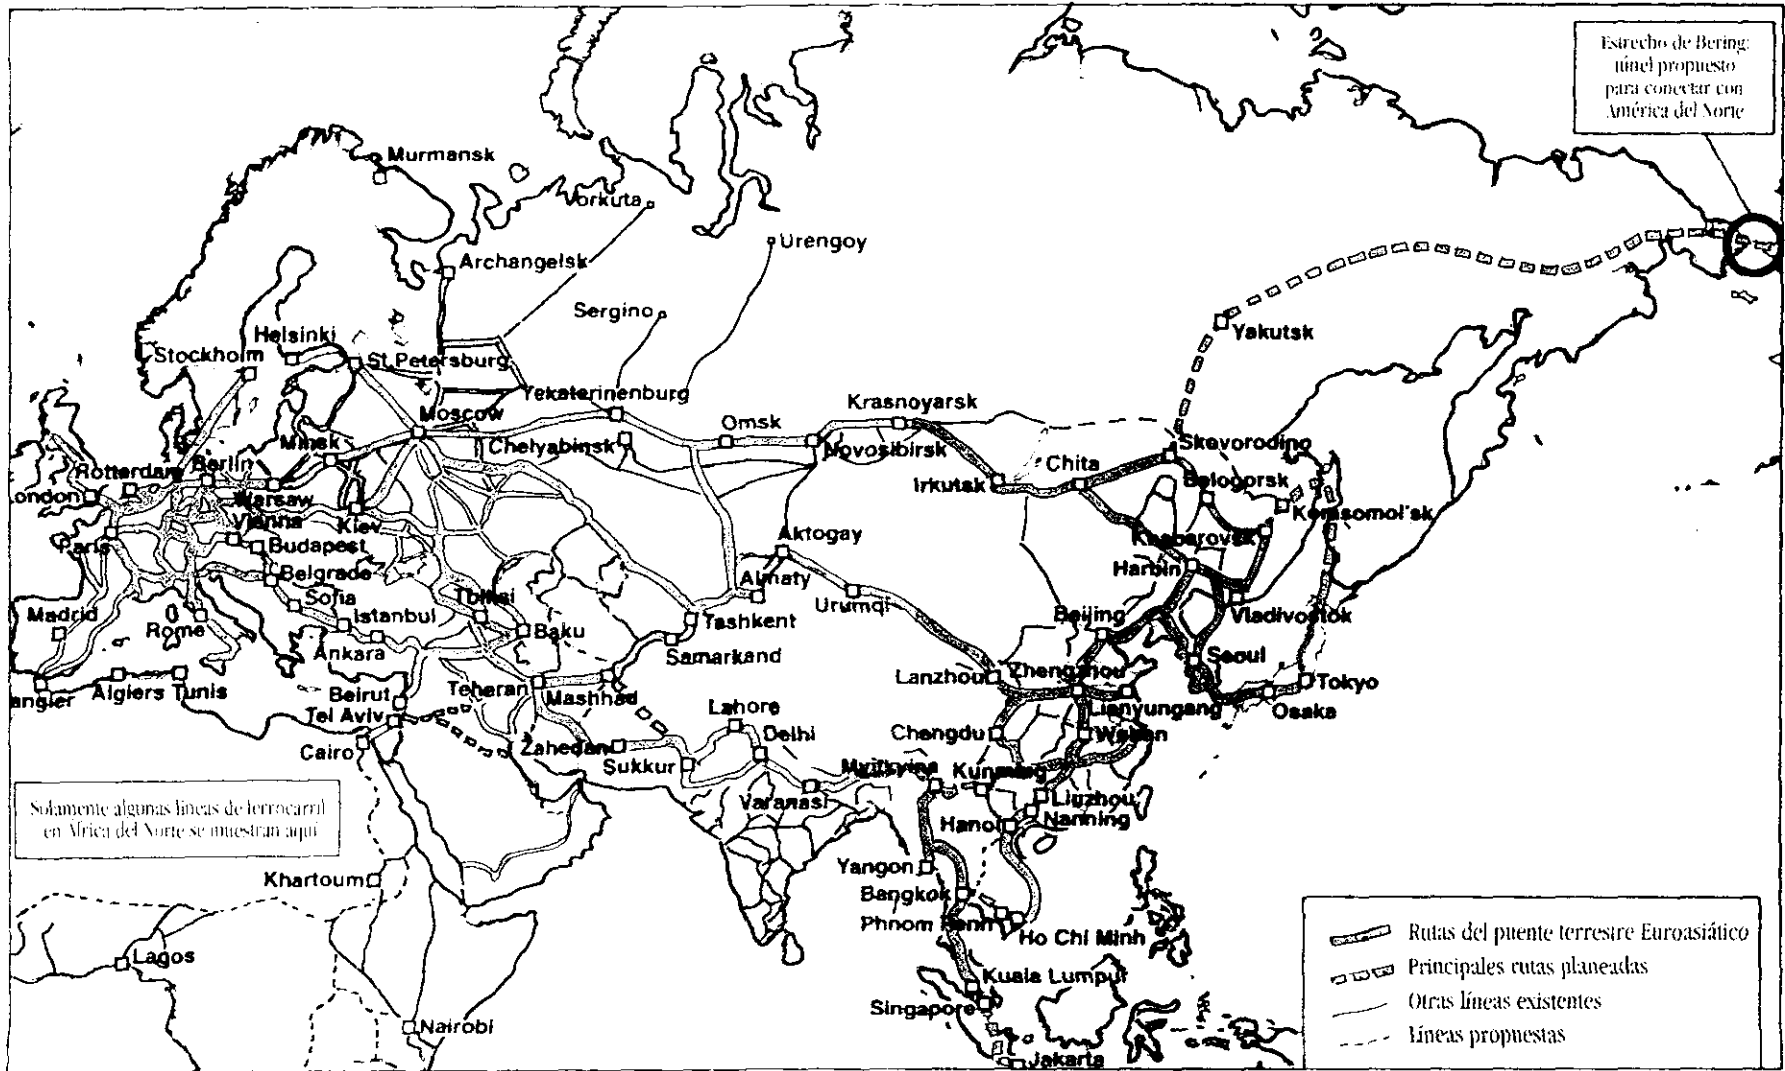 Estrecho de Bering:
túnel propuesto
para conectar con
América del Norte
Murmansk
Vorkuta
Urengoy
Archangelsk
Sergino
Helsinki
Stockholm
St.Petersburg
Yakutsk
Yekaterinenburg
Moscow
Krasnoyarsk
Omsk
Minsk
Chelyabinsk
Novosibirsk
Skovorodino
Rotterdam
Berlin
Chita
London
Warsaw
Irkutsk
Belogorsk
Vienna
Kiev
Komsomol'sk
Paris
Budapest
Aktogay
Khabarovsk
Belgrade
Almaty
Harbin
Sofia
Tbilisi
Urumqi
Madrid
Istanbul
Beijing
Vladivostok
Rome
Baku
Tashkent
Ankara
Samarkand
Seoul
Lanzhou
Zhengzhou
Tokyo
angier
Algiers
Tunis
Beirut
Teheran
Mashhad
Lianyungang
Osaka
Tel Aviv
Lahore
Cairo
Zahedan
Delhi
Chengdu
Wuhan
Sukkur
Myitkyina
Kunming
Varanasi
Liuzhou
Solamente algunas líneas de ferrocarril
en Africa del Norte se muestran aquí
Hanoi
Nanning
Khartoum
Yangon
Bangkok
Phnom Penh
Ho Chi Minh
Lagos
Kuala Lumpur
Singapore
Nairobi
Jakarta
Rutas del puente terrestre Euroasiático
Principales rutas planeadas
Otras líneas existentes
Líneas propuestas